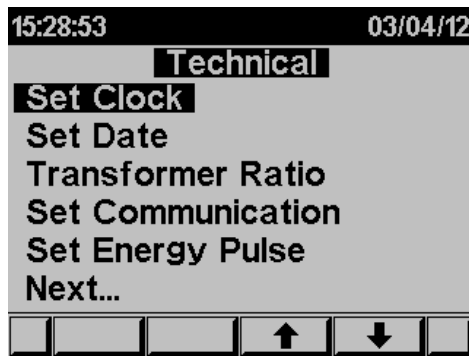 15:28:53 03/04/12
Technical
Set Clock
Set Date
Transformer Ratio
Set Communication
Set Energy Pulse
Next...